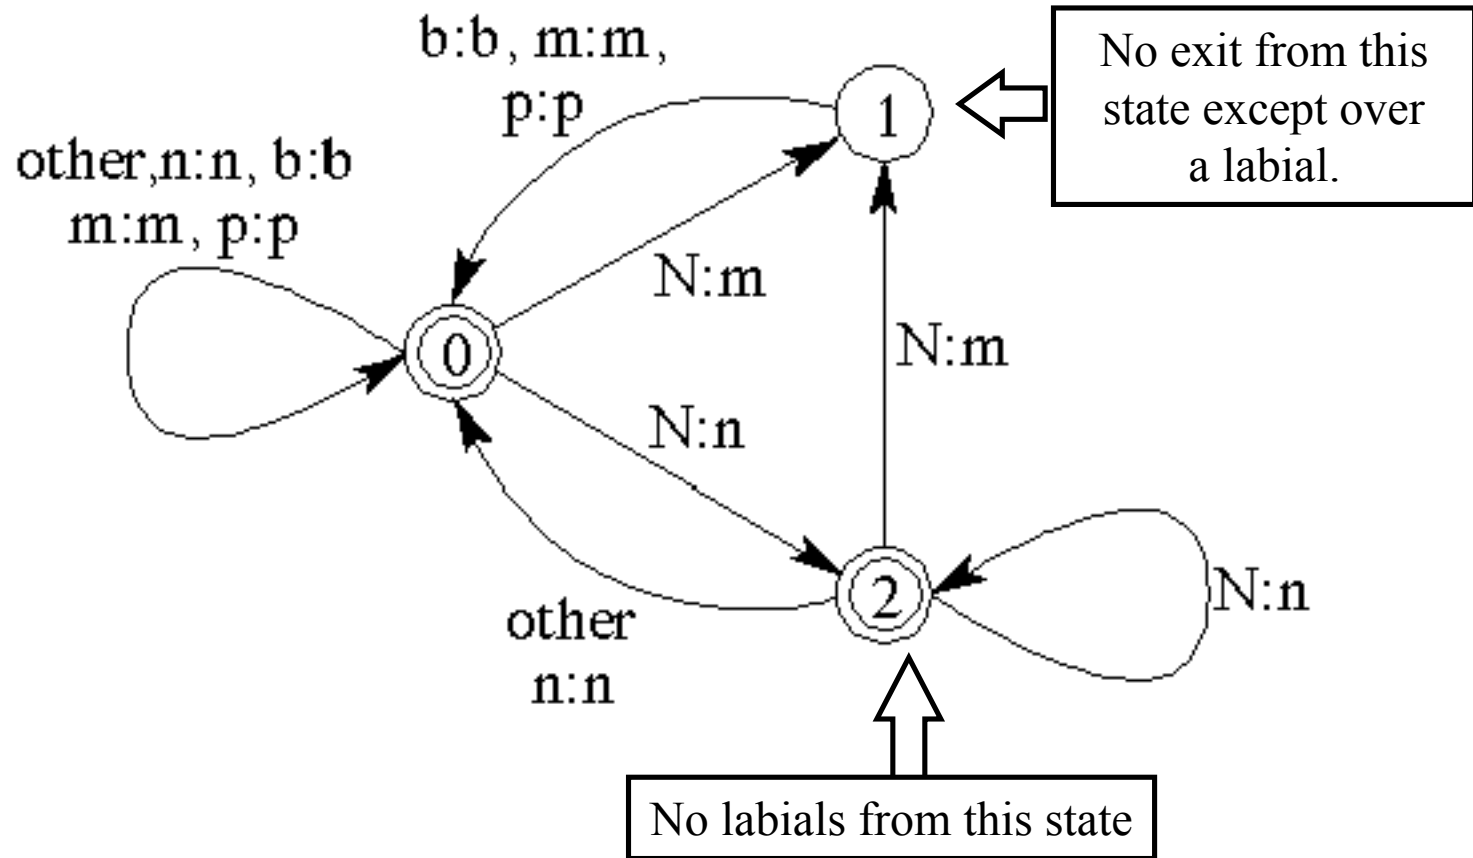 b:b, m:m,
p:p
1
No exit from this
state except over
a labial.
other,n:n, b:b
m:m, p:p
N:m
0
N:m
N:n
2
N:n
other
n:n
No labials from this state